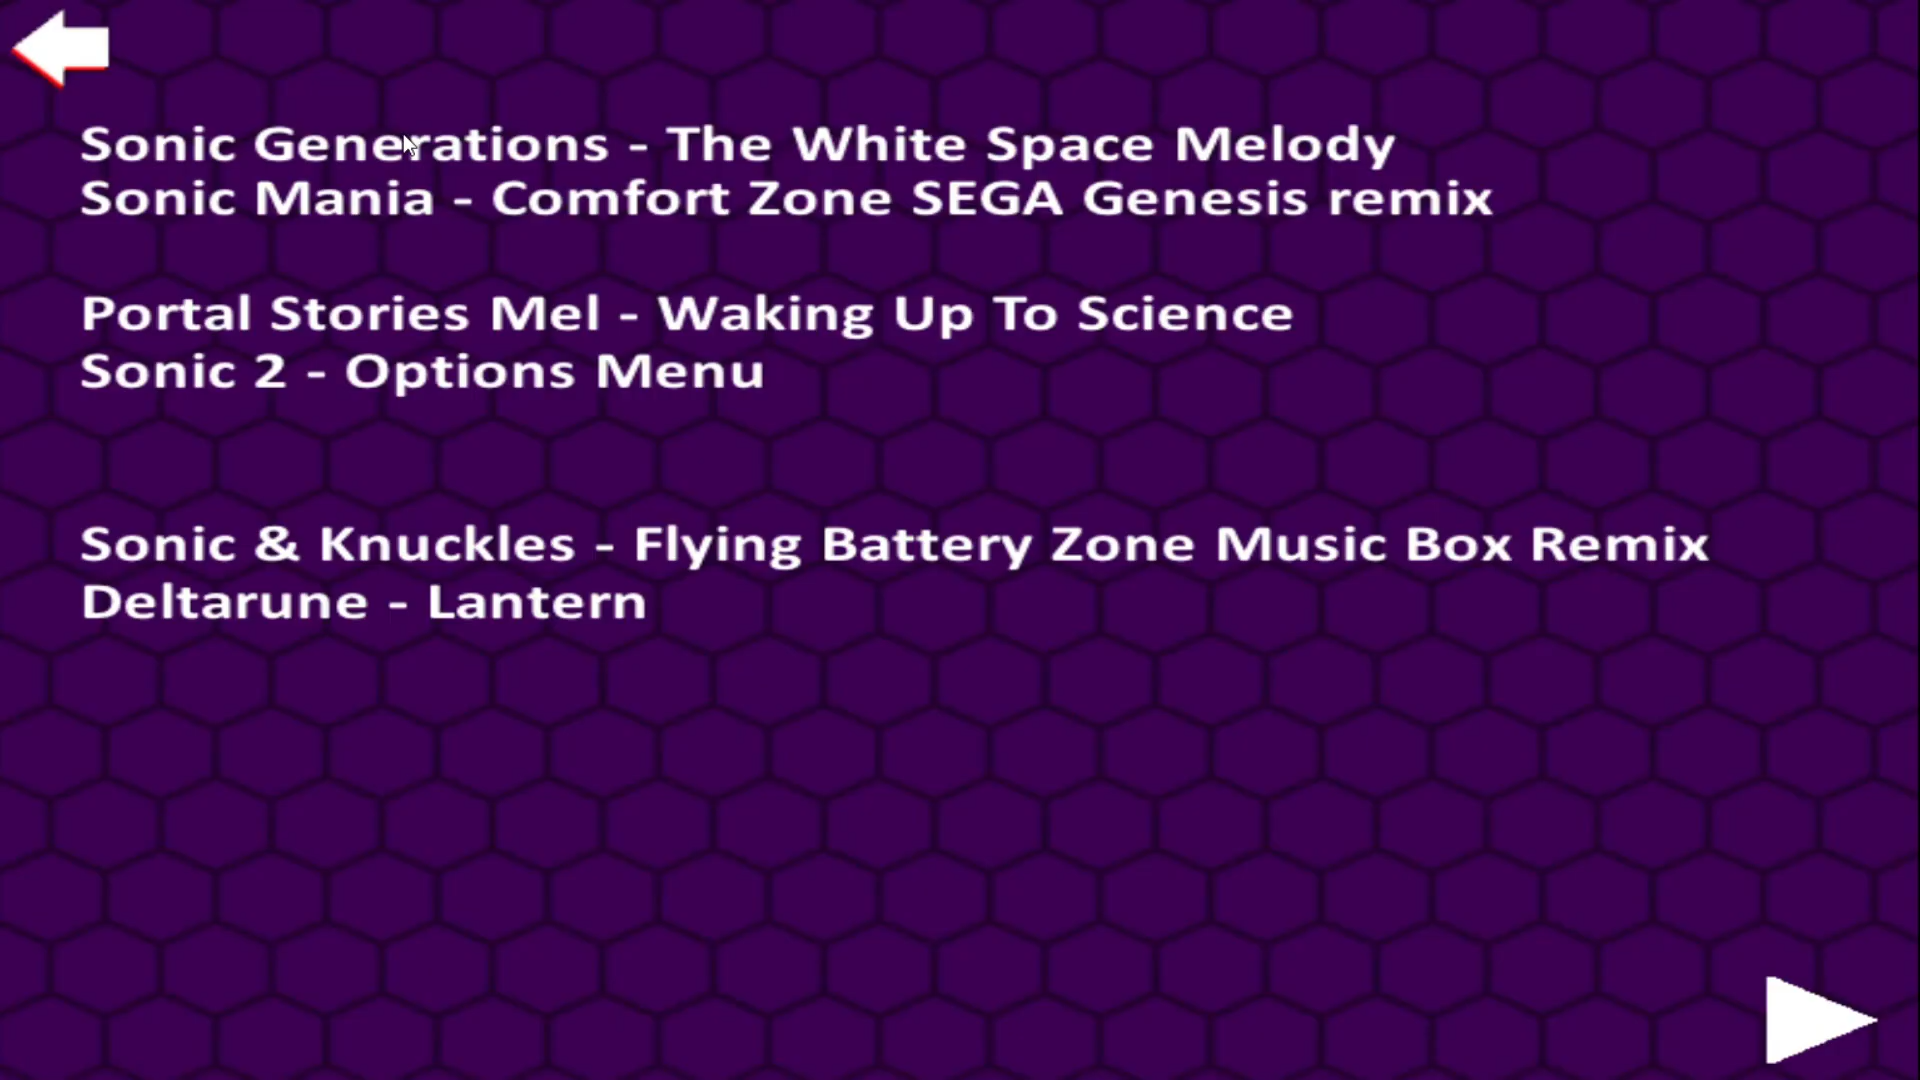 Sonic Generations - The White Space Melody
Sonic Mania - Comfort Zone SEGA Genesis remix
Portal Stories Mel - Waking Up To Science
Sonic 2 - Options Menu
Sonic & Knuckles - Flying Battery Zone Music Box Remix
Deltarune - Lantern